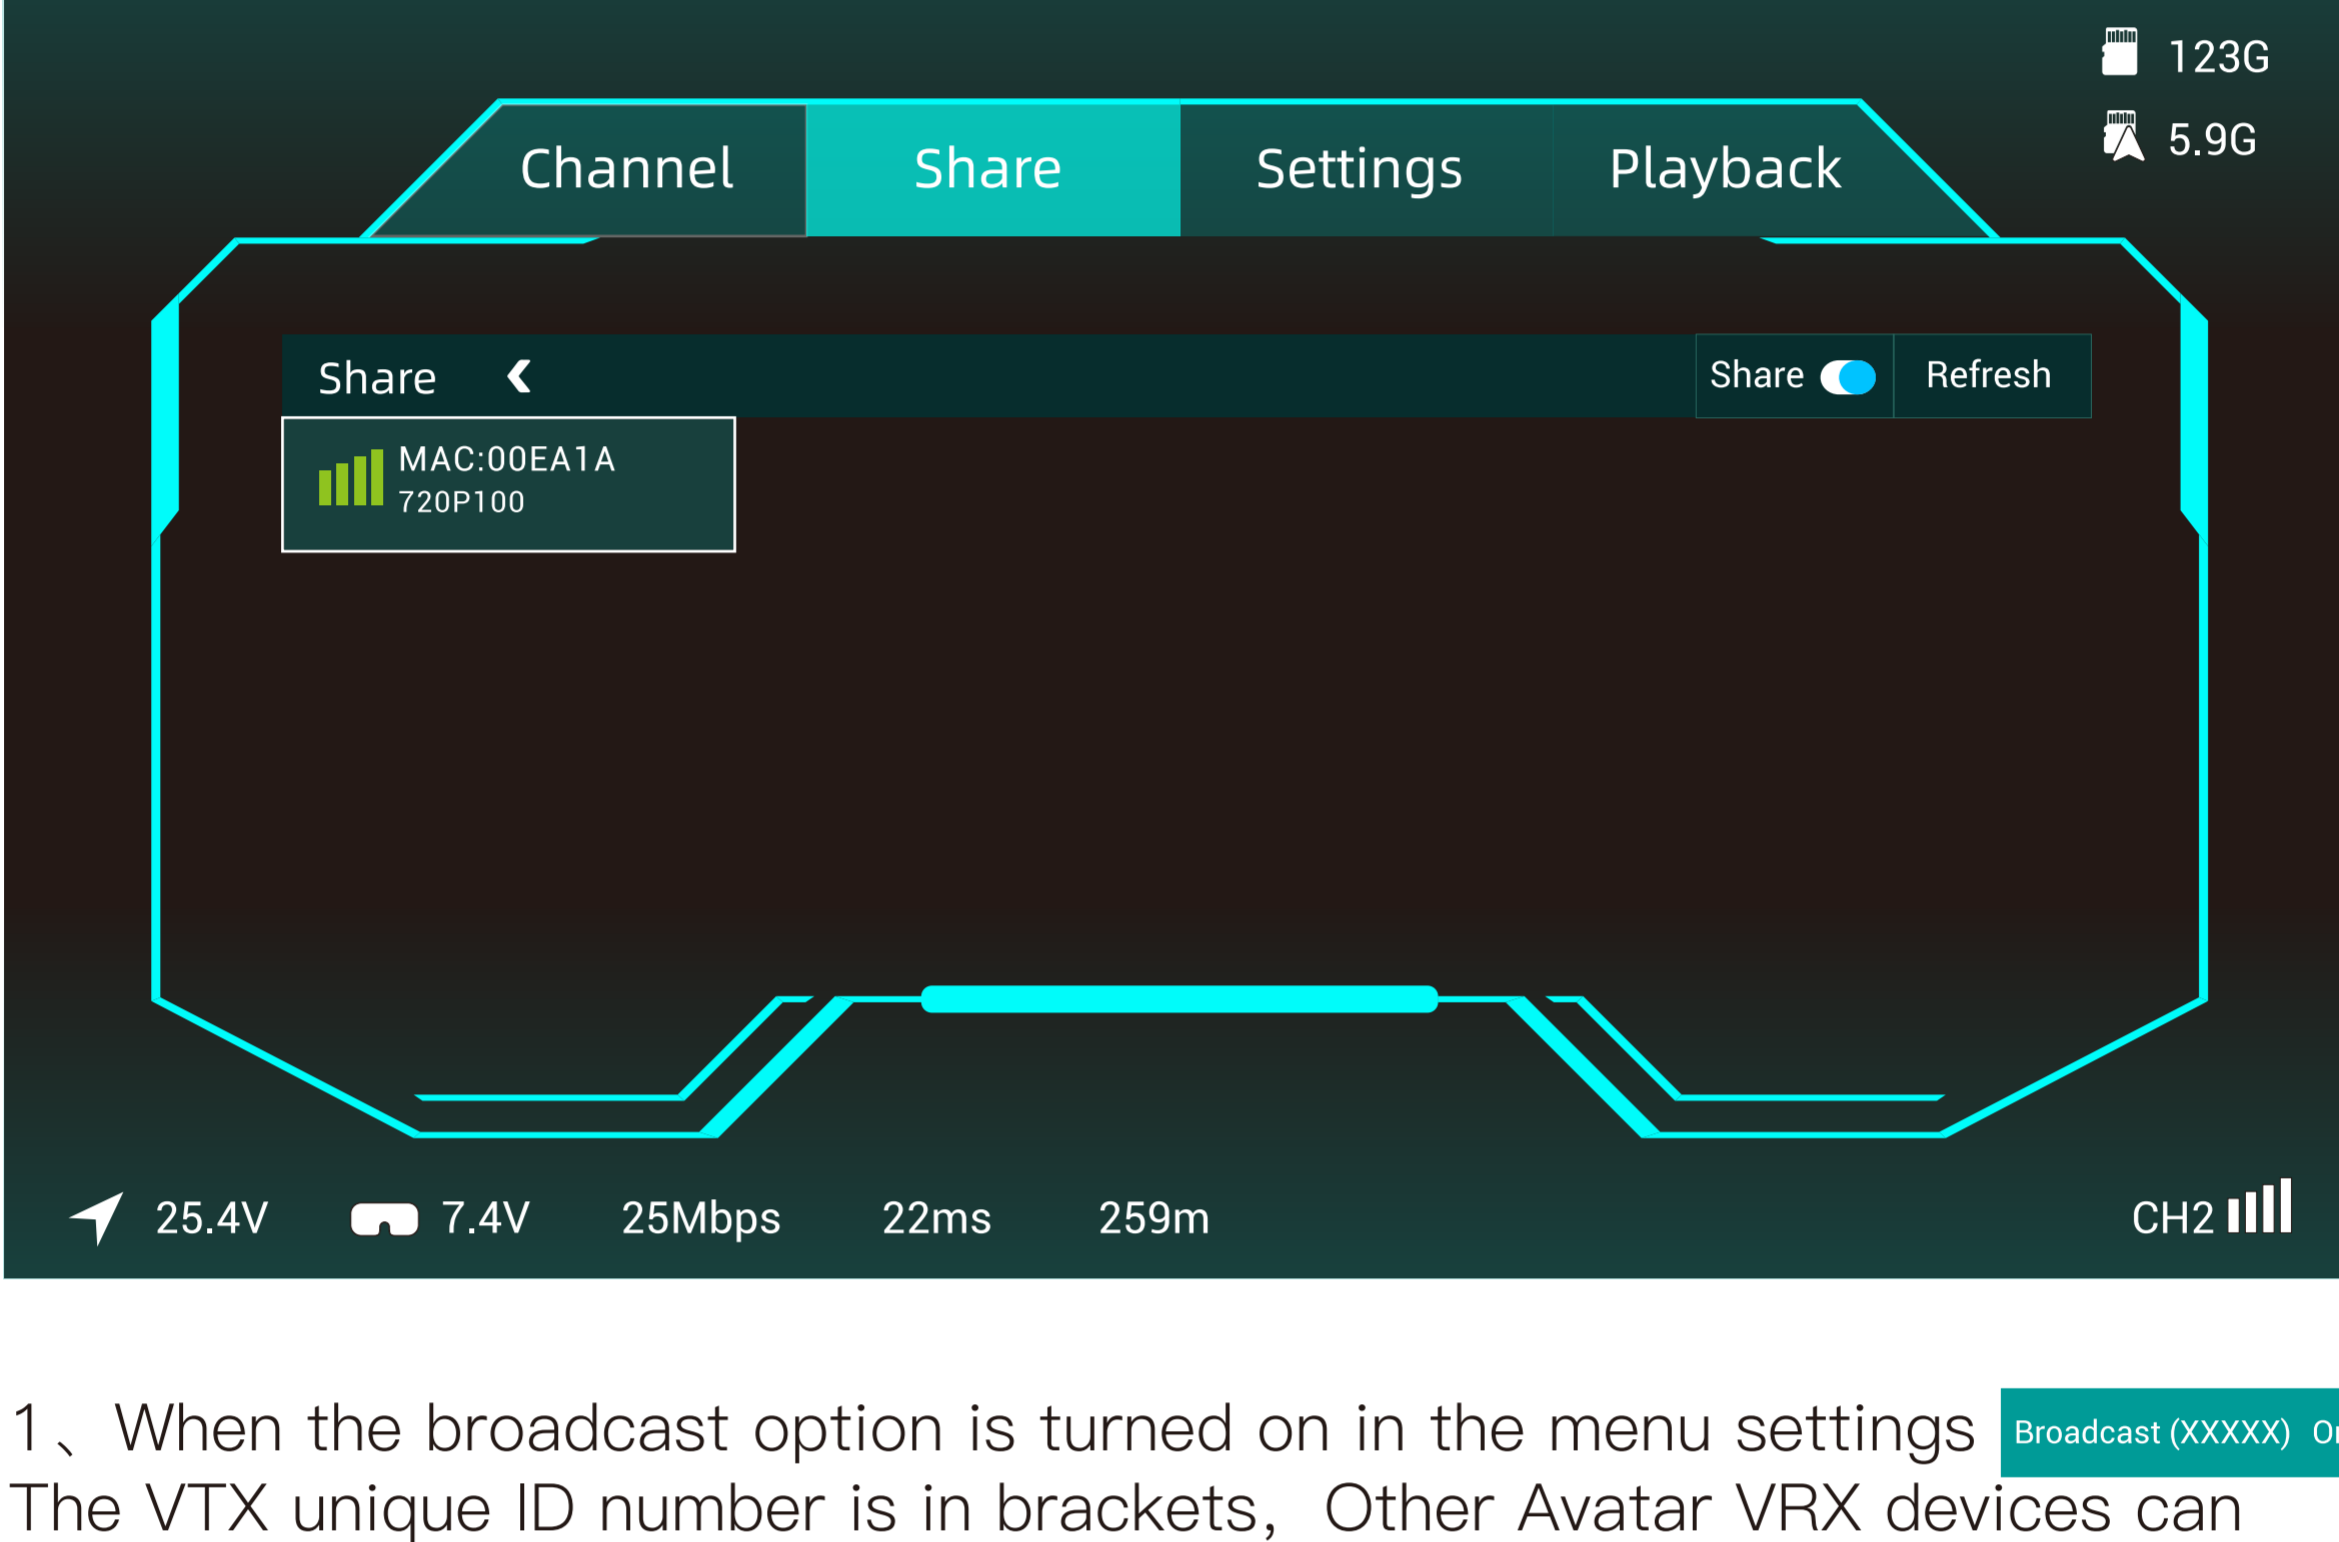 123G
5.9G
Channel Share Settings Playback
Share Share Refresh
MAC:00EA1A
720P100
25.4V 7.4V 25Mbps 22ms 259m CH2
1、 When the broadcast option is turned on in the menu settings Broadcast (XXXXXX)
The VTX unique ID number is in brackets, Other Avatar VRX devices can